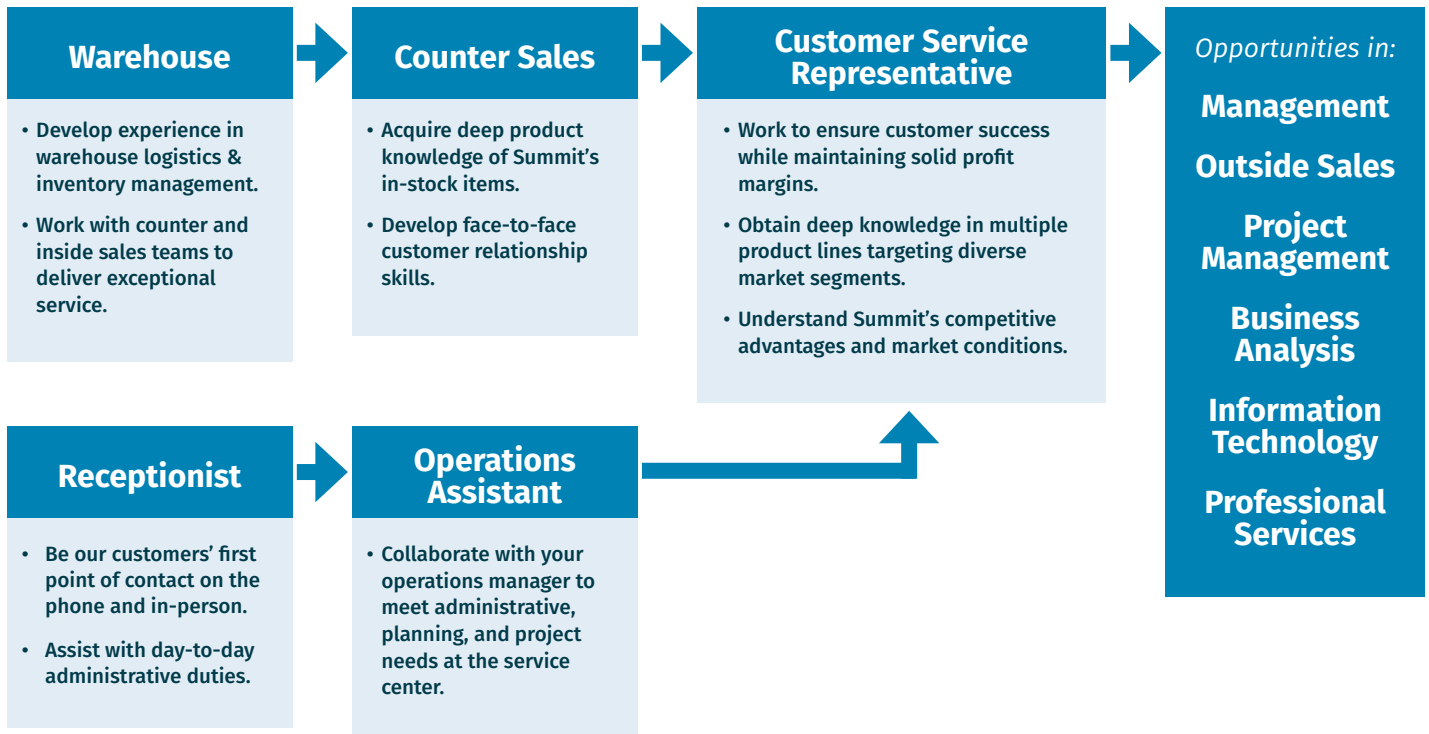 Warehouse
• Develop experience in
warehouse logistics &
inventory management.
• Work with counter and
inside sales teams to
deliver exceptional
service.
Counter Sales
• Acquire deep product
knowledge of Summit’s
in-stock items.
• Develop face-to-face
customer relationship
skills.
Customer Service
Representative
• Work to ensure customer success
while maintaining solid profit
margins.
• Obtain deep knowledge in multiple
product lines targeting diverse
market segments.
• Understand Summit’s competitive
advantages and market conditions.
Opportunities in:
Management
Outside Sales
Project
Management
Business
Analysis
Information
Technology
Professional
Services
Receptionist
• Be our customers’ first
point of contact on the
phone and in-person.
• Assist with day-to-day
administrative duties.
Operations
Assistant
• Collaborate with your
operations manager to
meet administrative,
planning, and project
needs at the service
center.